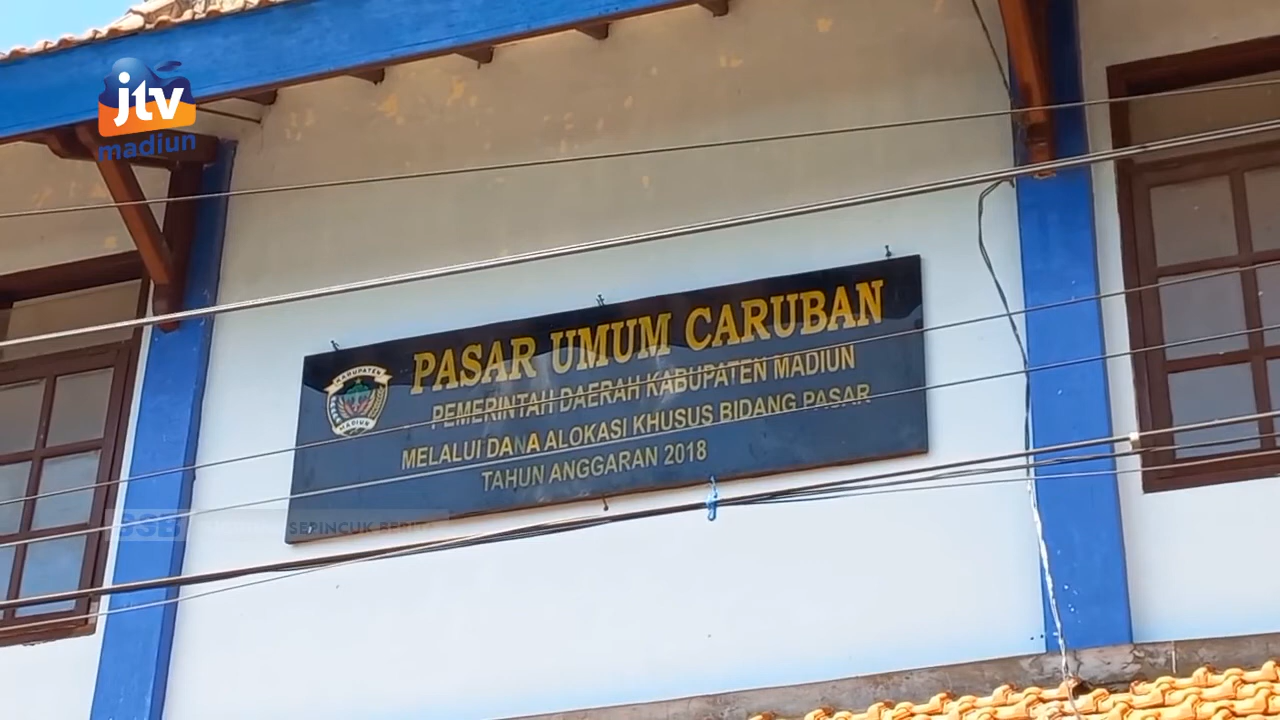 jtv
madiun
PASAR UMUM CARUBAN
KABUPATEN
MADIUN
PEMERINTAH DAERAH KABUPATEN MADIUN
MELALUI DANA ALOKASI KHUSUS BIDANG PASAR
TAHUN ANGGARAN 2018
SEPINCUK